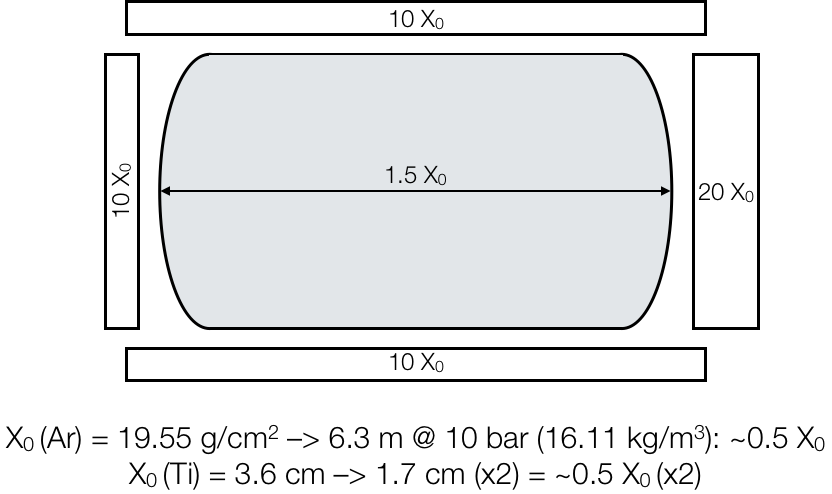 10 X₀
10 X₀
1.5 X₀
20 X₀
10 X₀
X₀ (Ar) = 19.55 g/cm² –> 6.3 m @ 10 bar (16.11 kg/m³): ~0.5 X₀
X₀ (Ti) = 3.6 cm –> 1.7 cm (x2) = ~0.5 X₀ (x2)